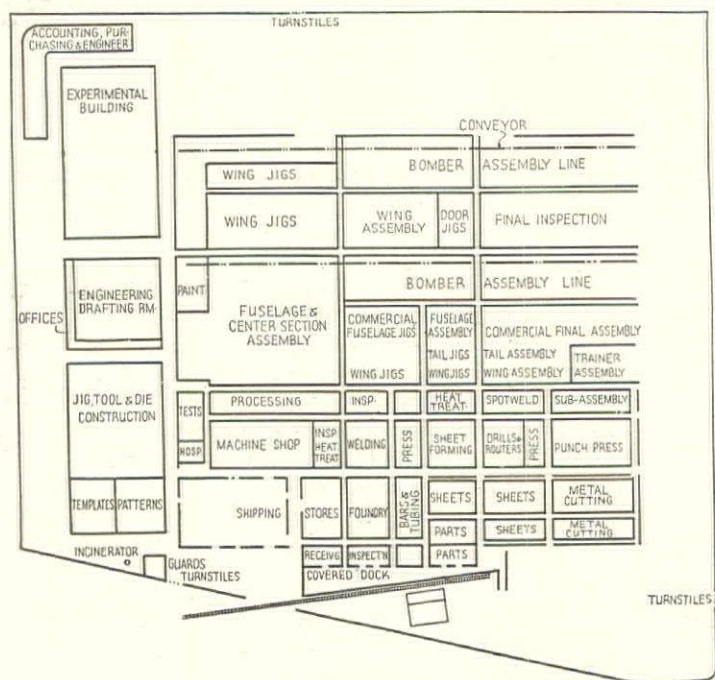 TURNSTILES
ACCOUNTING, PUR-
CHASING & ENGINEER
EXPERIMENTAL
BUILDING
CONVEYOR
BOMBER ASSEMBLY LINE
WING JIGS
WING JIGS
WING
ASSEMBLY
DOOR
JIGS
FINAL INSPECTION
BOMBER ASSEMBLY LINE
PAINT
ENGINEERING
DRAFTING RM.
OFFICES
FUSELAGE &
CENTER SECTION
ASSEMBLY
COMMERCIAL
FUSELAGE JIGS
WING JIGS
FUSELAGE
ASSEMBLY
TAIL JIGS
WING JIGS
COMMERCIAL FINAL ASSEMBLY
TAIL ASSEMBLY
WING ASSEMBLY
TRAINER
ASSEMBLY
JIG, TOOL & DIE
CONSTRUCTION
TESTS
HOSP.
PROCESSING
INSP.
HEAT
TREAT.
SPOTWELD
SUB-ASSEMBLY
MACHINE SHOP
INSP
HEAT
TREAT
WELDING
PRESS
SHEET
FORMING
DRILLS &
ROUTERS
PRESS
PUNCH PRESS
TEMPLATES
PATTERNS
SHIPPING
STORES
FOUNDRY
BARS &
TUBING
SHEETS
SHEETS
METAL
CUTTING
PARTS
SHEETS
METAL
CUTTING
INCINERATOR
GUARDS
TURNSTILES
RECEIV'G
INSPECT'N
PARTS
COVERED DOCK
TURNSTILES